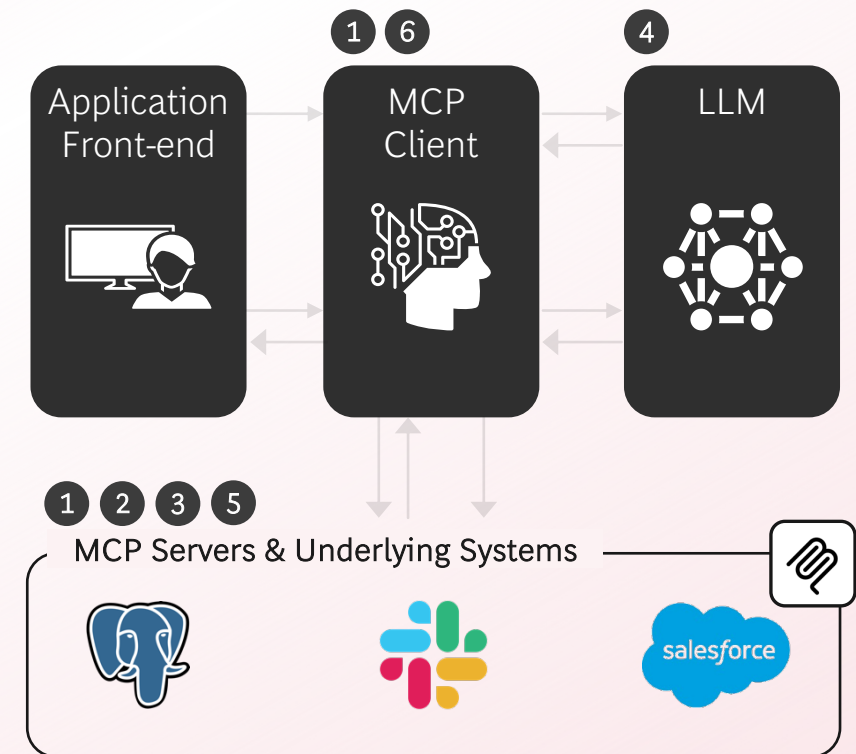 1 6
4
Application
Front-end
MCP
Client
LLM
1 2 3 5
MCP Servers & Underlying Systems
salesforce